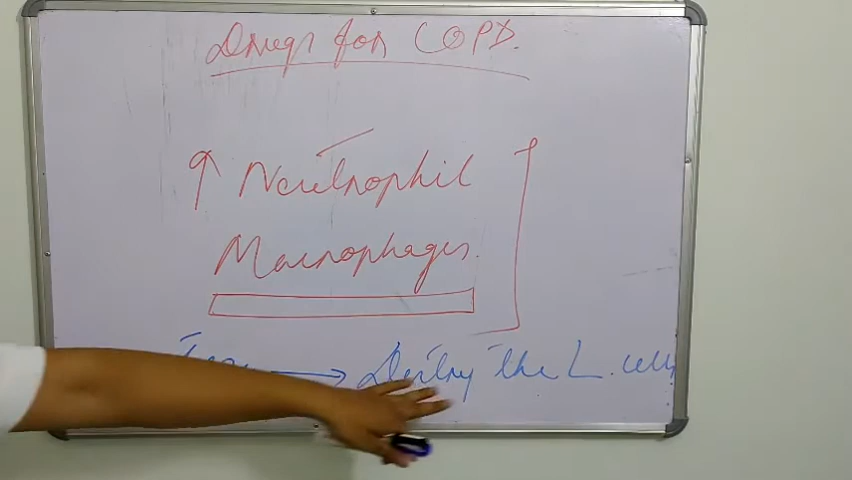 Drugs for COPD.
↑ Neutrophil
Macrophages.
→ Destroy the L. cells